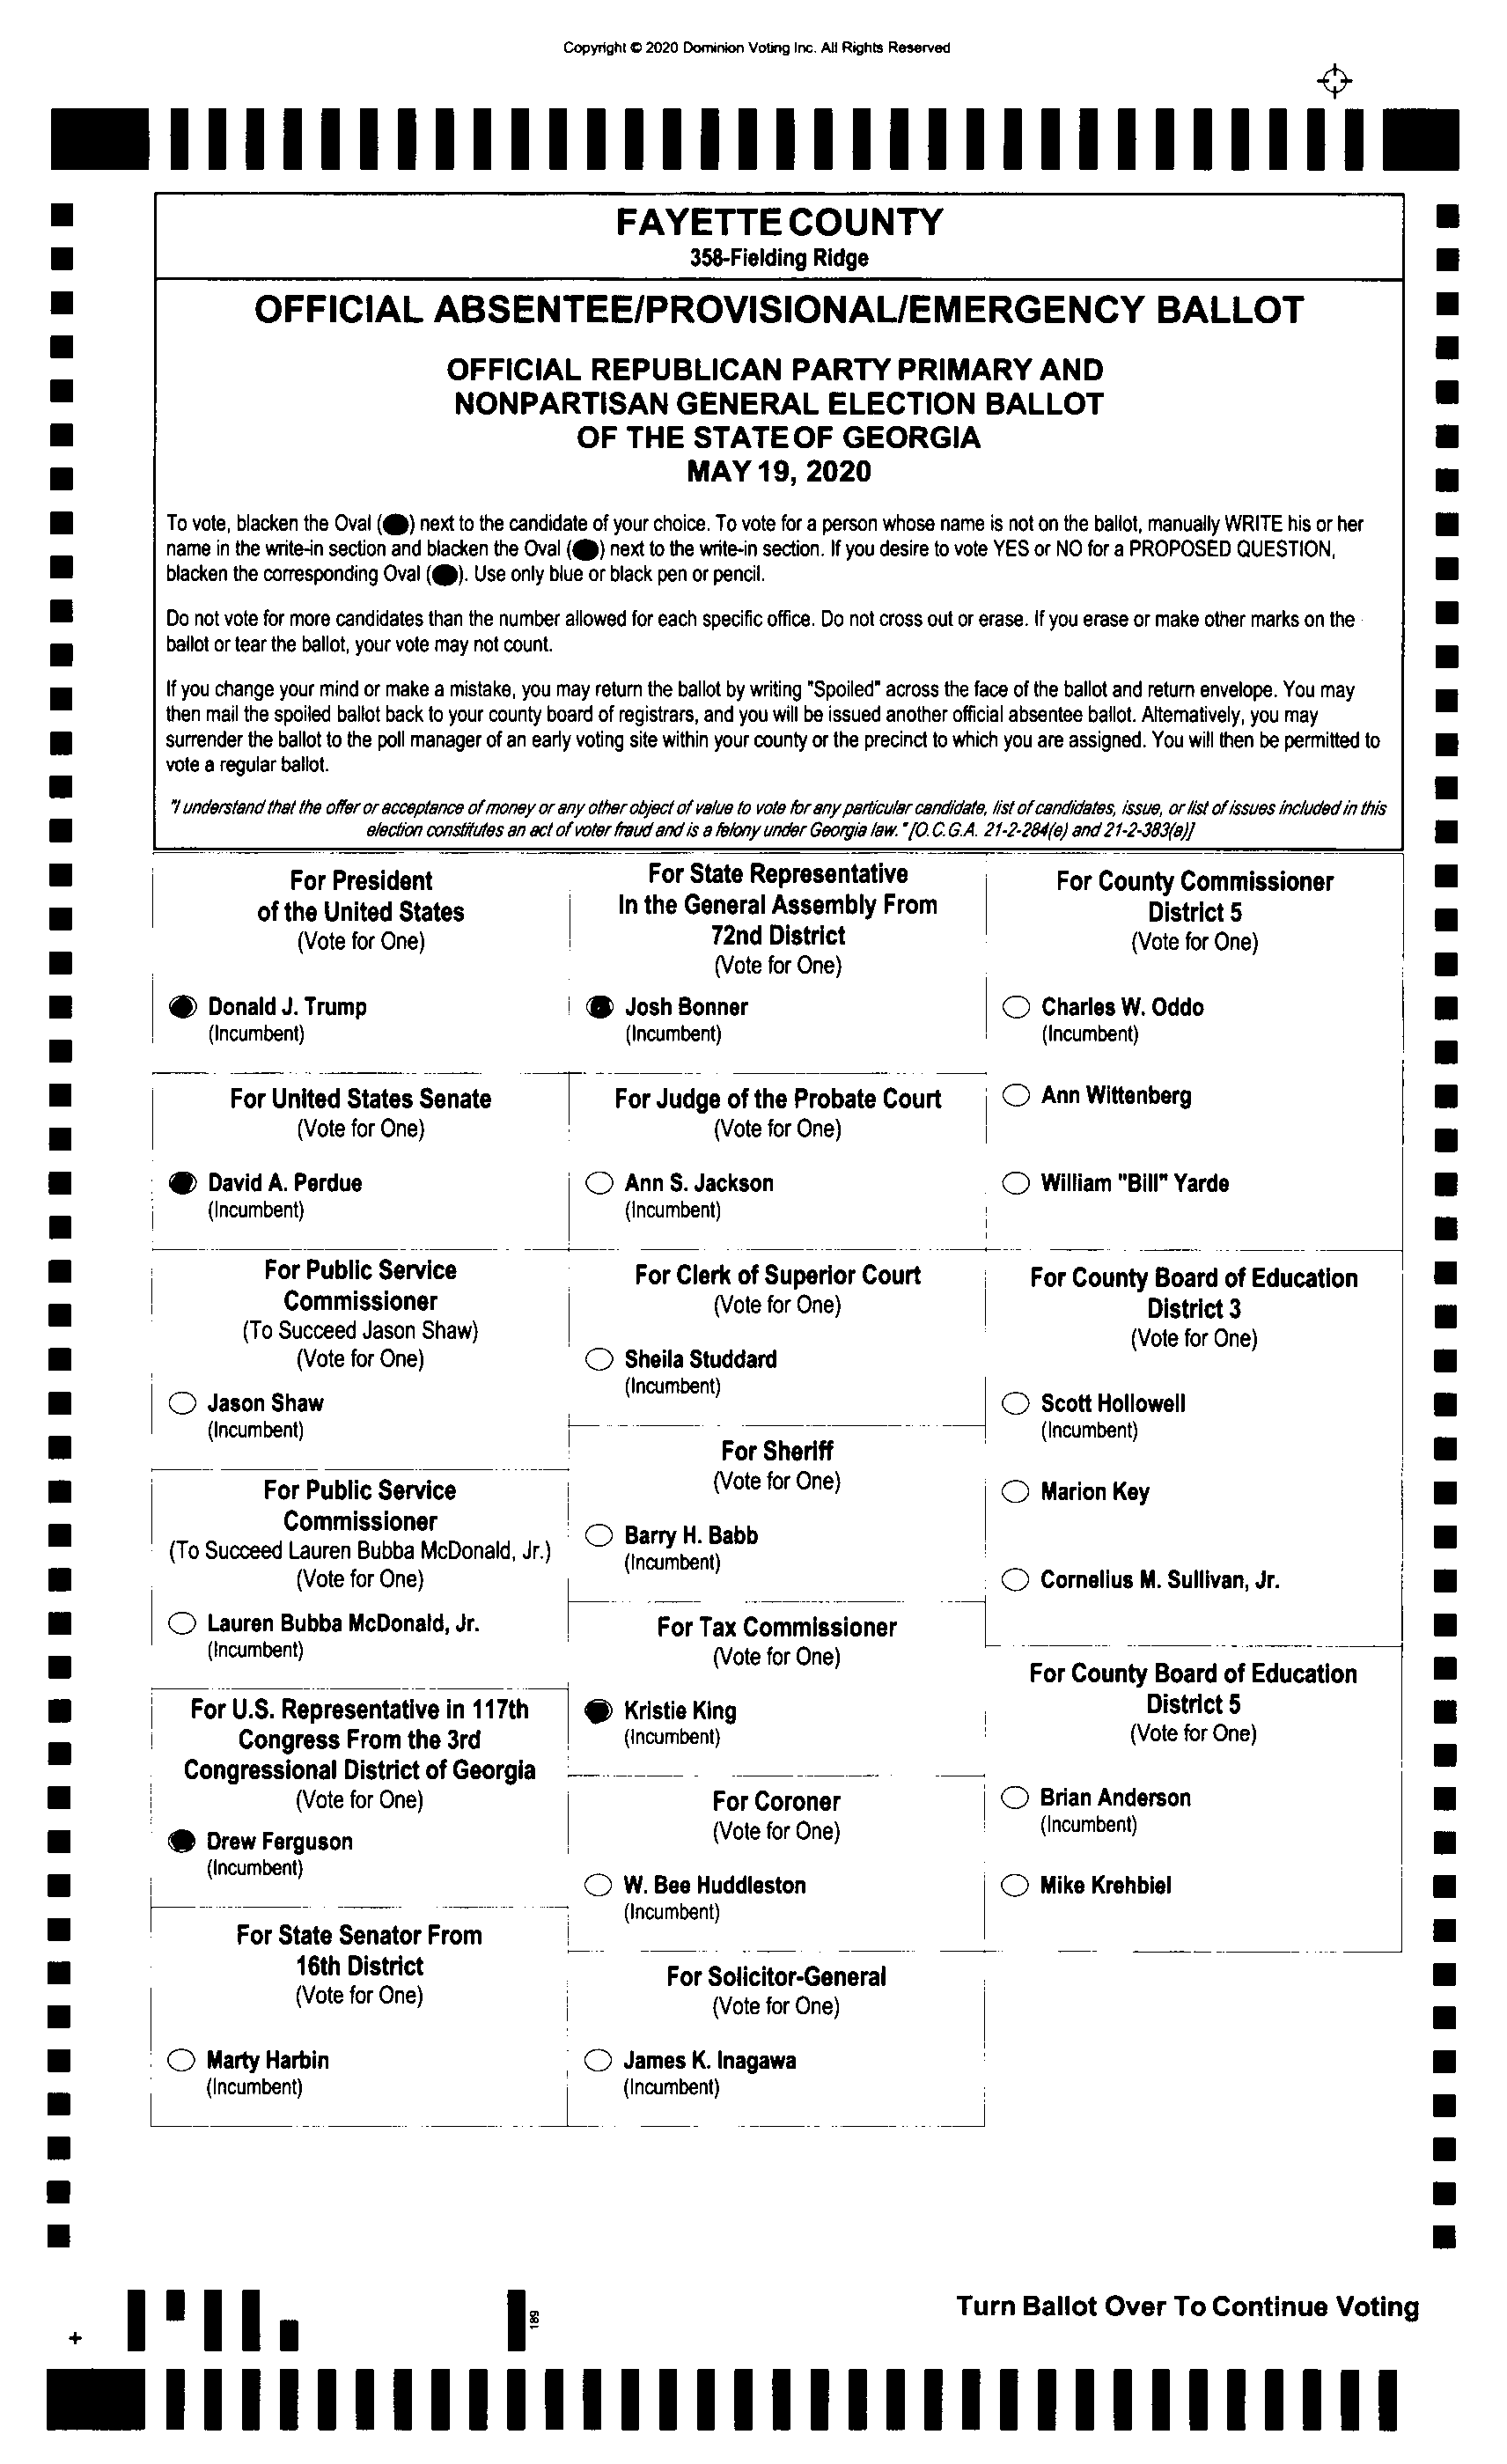 Copyright © 2020 Dominion Voting Inc. All Rights Reserved
FAYETTE COUNTY
358-Fielding Ridge
OFFICIAL ABSENTEE/PROVISIONAL/EMERGENCY BALLOT
OFFICIAL REPUBLICAN PARTY PRIMARY AND
NONPARTISAN GENERAL ELECTION BALLOT
OF THE STATE OF GEORGIA
MAY 19, 2020
To vote, blacken the Oval ( ) next to the candidate of your choice. To vote for a person whose name is not on the ballot, manually WRITE his or her
name in the write-in section and blacken the Oval ( ) next to the write-in section. If you desire to vote YES or NO for a PROPOSED QUESTION,
blacken the corresponding Oval ( ). Use only blue or black pen or pencil.
Do not vote for more candidates than the number allowed for each specific office. Do not cross out or erase. If you erase or make other marks on the
ballot or tear the ballot, your vote may not count.
If you change your mind or make a mistake, you may return the ballot by writing "Spoiled" across the face of the ballot and return envelope. You may
then mail the spoiled ballot back to your county board of registrars, and you will be issued another official absentee ballot. Alternatively, you may
surrender the ballot to the poll manager of an early voting site within your county or the precinct to which you are assigned. You will then be permitted to
vote a regular ballot.
"I understand that the offer or acceptance of money or any other object of value to vote for any particular candidate, list of candidates, issue, or list of issues included in this
election constitutes an act of voter fraud and is a felony under Georgia law." [O.C.G.A. 21-2-284(e) and 21-2-383(a)]
For President
of the United States
(Vote for One)
Donald J. Trump
(Incumbent)
For United States Senate
(Vote for One)
David A. Perdue
(Incumbent)
For Public Service
Commissioner
(To Succeed Jason Shaw)
(Vote for One)
Jason Shaw
(Incumbent)
For Public Service
Commissioner
(To Succeed Lauren Bubba McDonald, Jr.)
(Vote for One)
Lauren Bubba McDonald, Jr.
(Incumbent)
For U.S. Representative in 117th
Congress From the 3rd
Congressional District of Georgia
(Vote for One)
Drew Ferguson
(Incumbent)
For State Senator From
16th District
(Vote for One)
Marty Harbin
(Incumbent)
For State Representative
In the General Assembly From
72nd District
(Vote for One)
Josh Bonner
(Incumbent)
For Judge of the Probate Court
(Vote for One)
Ann S. Jackson
(Incumbent)
For Clerk of Superior Court
(Vote for One)
Sheila Studdard
(Incumbent)
For Sheriff
(Vote for One)
Barry H. Babb
(Incumbent)
For Tax Commissioner
(Vote for One)
Kristie King
(Incumbent)
For Coroner
(Vote for One)
W. Bee Huddleston
(Incumbent)
For Solicitor-General
(Vote for One)
James K. Inagawa
(Incumbent)
For County Commissioner
District 5
(Vote for One)
Charles W. Oddo
(Incumbent)
Ann Wittenberg
William "Bill" Yarde
For County Board of Education
District 3
(Vote for One)
Scott Hollowell
(Incumbent)
Marion Key
Cornelius M. Sullivan, Jr.
For County Board of Education
District 5
(Vote for One)
Brian Anderson
(Incumbent)
Mike Krehbiel
189
Turn Ballot Over To Continue Voting